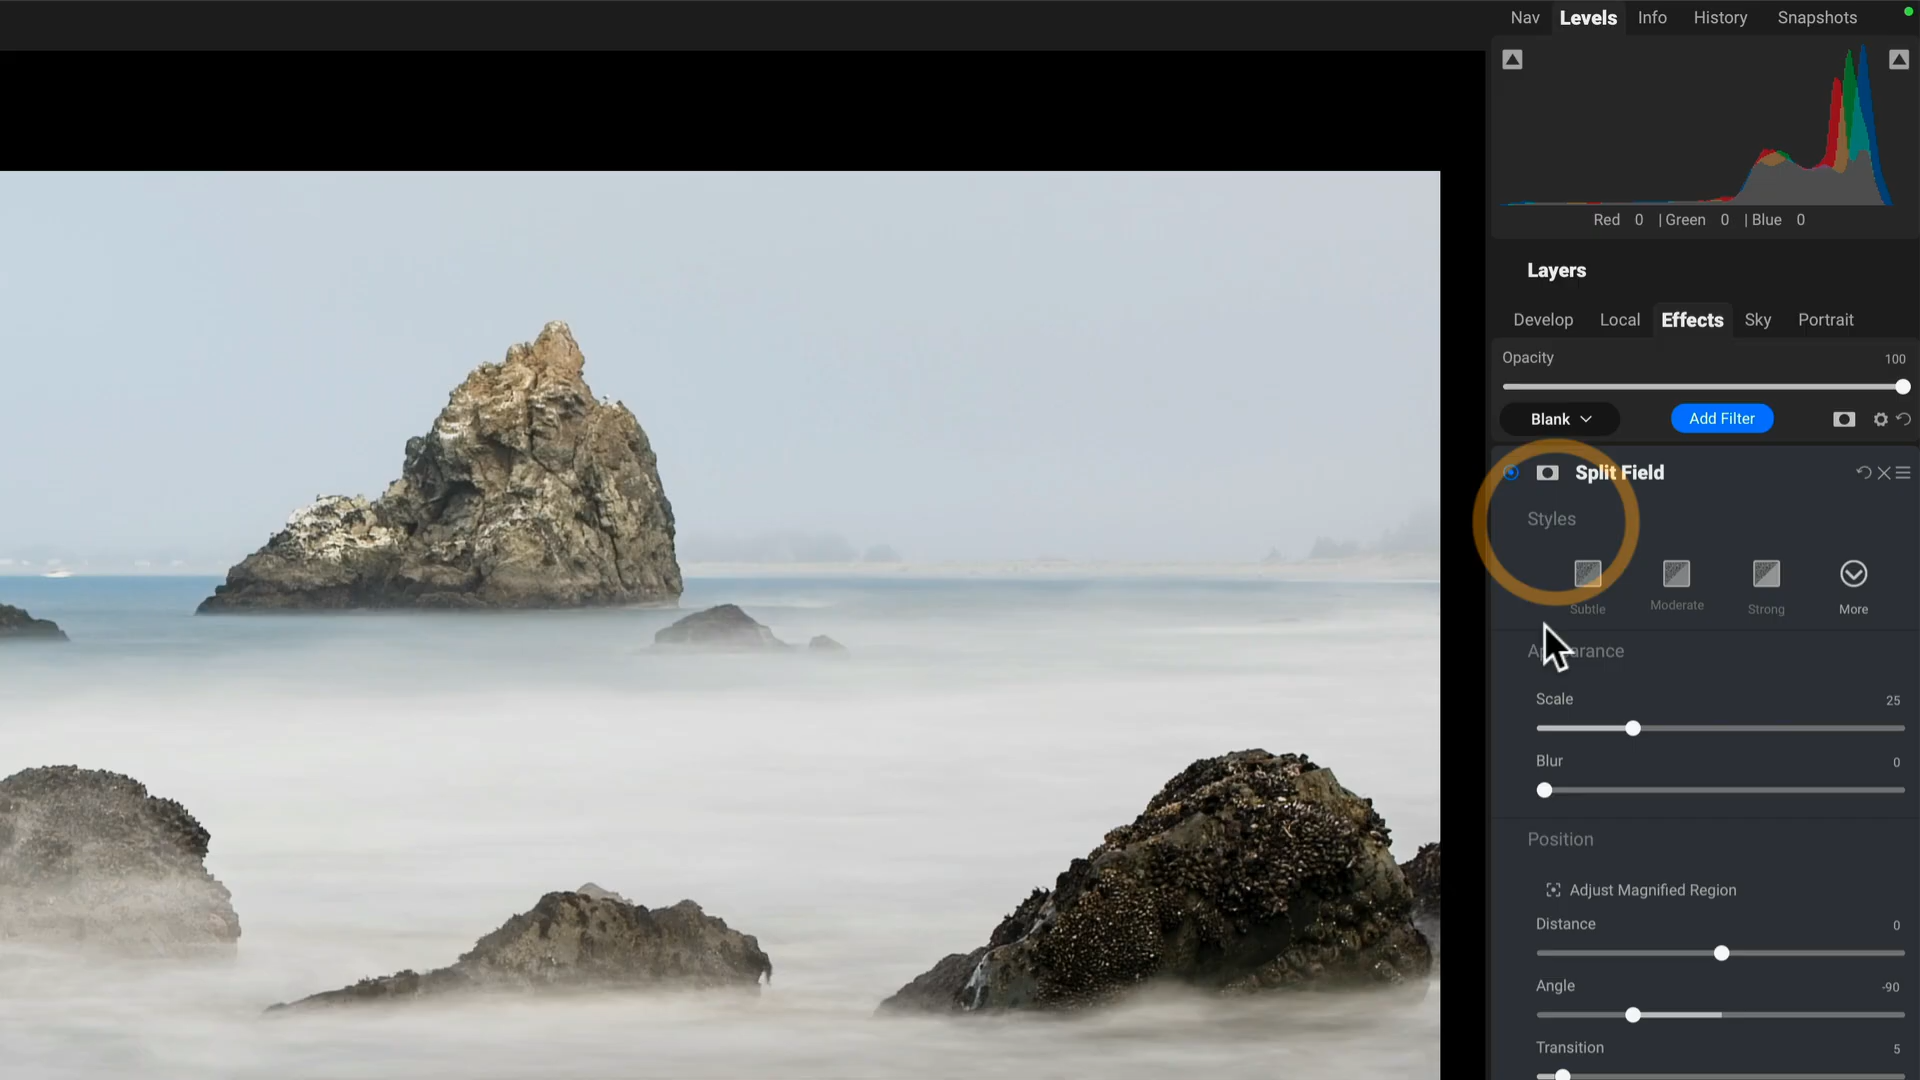 Nav Levels Info History Snapshots
Red 0 | Green 0 | Blue 0
Layers
Develop Local Effects Sky Portrait
Opacity 100
Blank Add Filter
Split Field
Styles
Subtle Moderate Strong More
Appearance
Scale 25
Blur 0
Position
Adjust Magnified Region
Distance 0
Angle -90
Transition 5